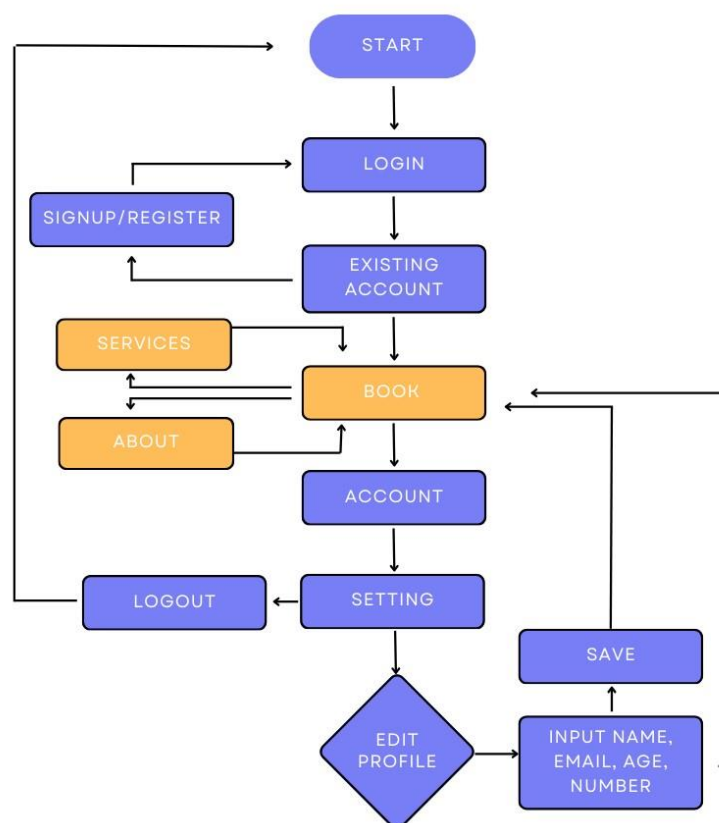 START
LOGIN
SIGNUP/REGISTER
EXISTING
ACCOUNT
SERVICES
BOOK
ABOUT
ACCOUNT
LOGOUT
SETTING
SAVE
EDIT
PROFILE
INPUT NAME,
EMAIL, AGE,
NUMBER